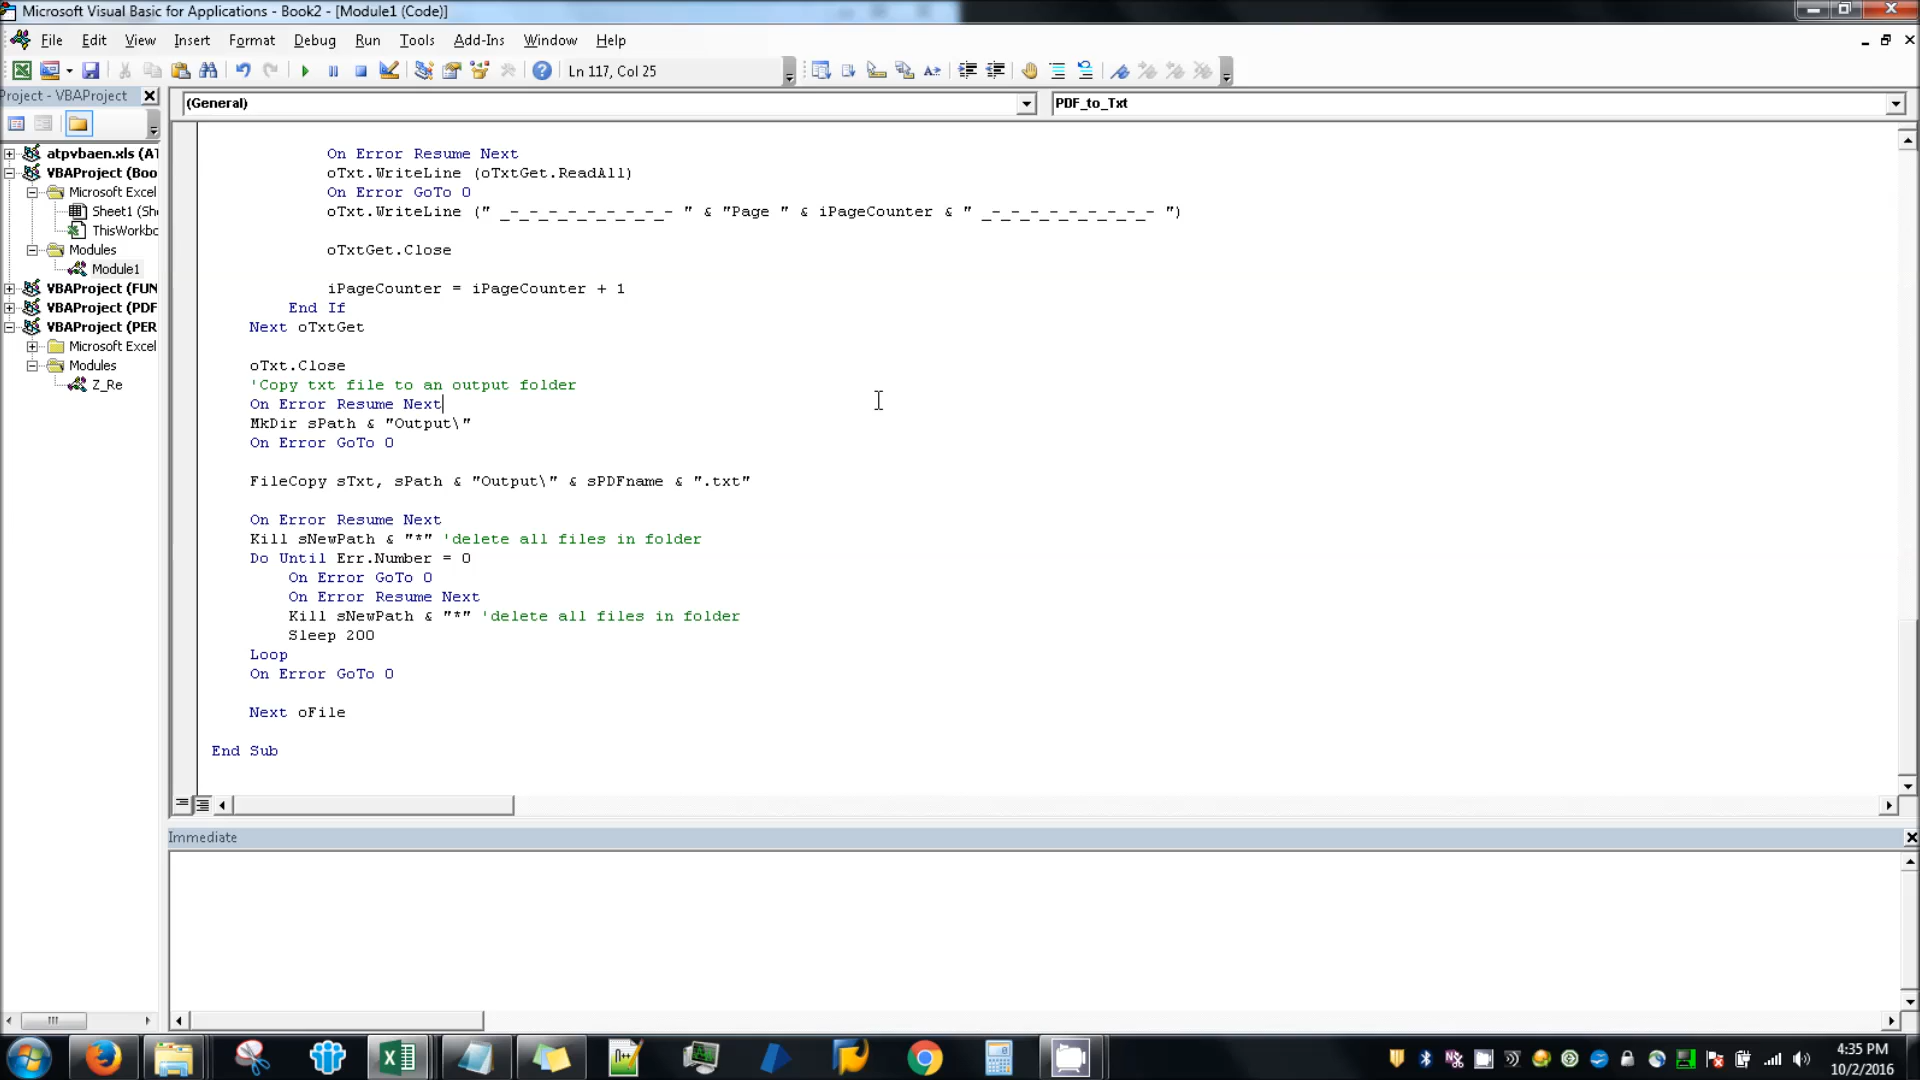 Microsoft Visual Basic for Applications - Book2 - [Module1 (Code)]
File Edit View Insert Format Debug Run Tools Add-Ins Window Help
Ln 117, Col 25
Project - VBAProject
(General)
PDF_to_Txt
atpvbaen.xls (AT
VBAProject (Boo
Microsoft Excel
Sheet1 (She
ThisWorkbo
Modules
Module1
VBAProject (FUN
VBAProject (PDF
VBAProject (PER
Microsoft Excel
Modules
Z_Re
On Error Resume Next
oTxt.WriteLine (oTxtGet.ReadAll)
On Error GoTo 0
oTxt.WriteLine (" _-_-_-_-_-_-_-_-_- " & "Page " & iPageCounter & " _-_-_-_-_-_-_-_-_- ")
oTxtGet.Close
iPageCounter = iPageCounter + 1
End If
Next oTxtGet
oTxt.Close
'Copy txt file to an output folder
On Error Resume Next
MkDir sPath & "Output\"
On Error GoTo 0
FileCopy sTxt, sPath & "Output\" & sPDFname & ".txt"
On Error Resume Next
Kill sNewPath & "*" 'delete all files in folder
Do Until Err.Number = 0
On Error GoTo 0
On Error Resume Next
Kill sNewPath & "*" 'delete all files in folder
Sleep 200
Loop
On Error GoTo 0
Next oFile
End Sub
Immediate
4:35 PM
10/2/2016